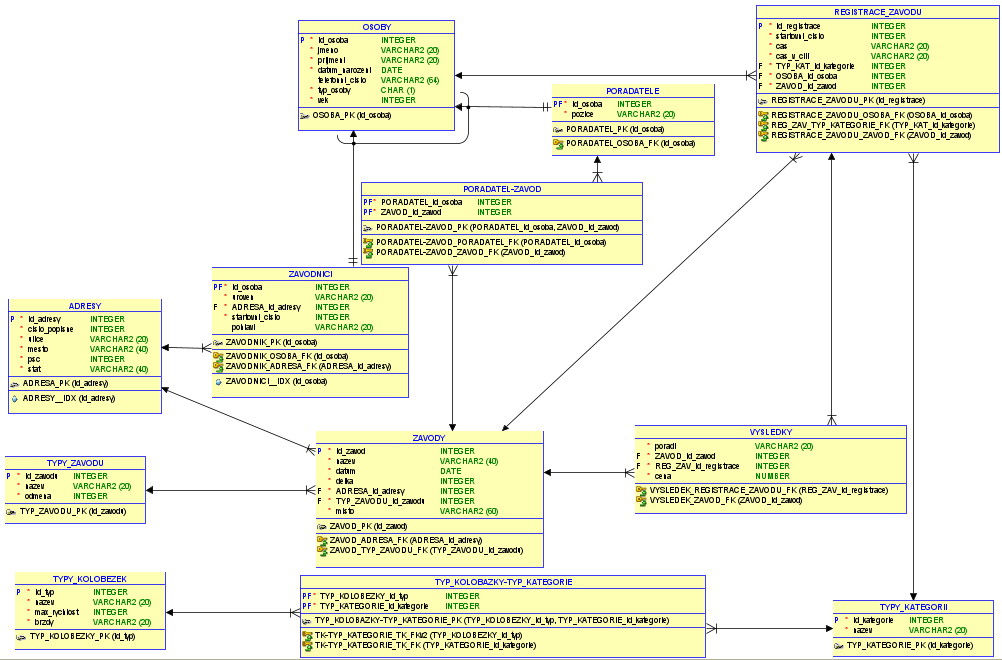 OSOBY
P * id_osoba INTEGER
* jmeno VARCHAR2 (20)
* prijmeni VARCHAR2 (20)
* datum_narozeni DATE
telefonni_cislo VARCHAR2 (64)
* typ_osoby CHAR (1)
* vek INTEGER
OSOBA_PK (id_osoba)
REGISTRACE_ZAVODU
P * id_registrace INTEGER
* startovni_cislo INTEGER
* cas VARCHAR2 (20)
* cas_v_cili VARCHAR2 (20)
F * TYP_KAT_id_kategorie INTEGER
F * OSOBA_id_osoba INTEGER
F * ZAVOD_id_zavod INTEGER
REGISTRACE_ZAVODU_PK (id_registrace)
REGISTRACE_ZAVODU_OSOBA_FK (OSOBA_id_osoba)
REG_ZAV_TYP_KATEGORIE_FK (TYP_KAT_id_kategorie)
REGISTRACE_ZAVODU_ZAVOD_FK (ZAVOD_id_zavod)
PORADATELE
PF* id_osoba INTEGER
* pozice VARCHAR2 (20)
PORADATEL_PK (id_osoba)
PORADATEL_OSOBA_FK (id_osoba)
PORADATEL-ZAVOD
PF* PORADATEL_id_osoba INTEGER
PF* ZAVOD_id_zavod INTEGER
PORADATEL-ZAVOD_PK (PORADATEL_id_osoba, ZAVOD_id_zavod)
PORADATEL-ZAVOD_PORADATEL_FK (PORADATEL_id_osoba)
PORADATEL-ZAVOD_ZAVOD_FK (ZAVOD_id_zavod)
ZAVODNICI
PF* id_osoba INTEGER
* uroven VARCHAR2 (20)
F * ADRESA_id_adresy INTEGER
* startovni_cislo INTEGER
pohlavi VARCHAR2 (20)
ZAVODNIK_PK (id_osoba)
ZAVODNIK_OSOBA_FK (id_osoba)
ZAVODNIK_ADRESA_FK (ADRESA_id_adresy)
ZAVODNICI__IDX (id_osoba)
ADRESY
P * id_adresy INTEGER
* cislo_popisne INTEGER
* ulice VARCHAR2 (20)
* mesto VARCHAR2 (40)
* psc INTEGER
* stat VARCHAR2 (40)
ADRESA_PK (id_adresy)
ADRESY__IDX (id_adresy)
ZAVODY
P * id_zavod INTEGER
* nazev VARCHAR2 (40)
* datum DATE
* delka INTEGER
F * ADRESA_id_adresy INTEGER
F * TYP_ZAVODU_id_zavodu INTEGER
* misto VARCHAR2 (60)
ZAVOD_PK (id_zavod)
ZAVOD_ADRESA_FK (ADRESA_id_adresy)
ZAVOD_TYP_ZAVODU_FK (TYP_ZAVODU_id_zavodu)
VYSLEDKY
* poradi VARCHAR2 (20)
F * ZAVOD_id_zavod INTEGER
F * REG_ZAV_id_registrace INTEGER
* cena NUMBER
VYSLEDEK_REGISTRACE_ZAVODU_FK (REG_ZAV_id_registrace)
VYSLEDEK_ZAVOD_FK (ZAVOD_id_zavod)
TYPY_ZAVODU
P * id_zavodu INTEGER
* nazev VARCHAR2 (20)
* odmena INTEGER
TYP_ZAVODU_PK (id_zavodu)
TYPY_KOLOBEZEK
P * id_typ INTEGER
* nazev VARCHAR2 (20)
* max_rychlost INTEGER
* brzdy VARCHAR2 (20)
TYP_KOLOBEZKY_PK (id_typ)
TYP_KOLOBAZKY-TYP_KATEGORIE
PF* TYP_KOLOBEZKY_id_typ INTEGER
PF* TYP_KATEGORIE_id_kategorie INTEGER
TYP_KOLOBEZKY-TYP_KATEGORIE_PK (TYP_KOLOBEZKY_id_typ, TYP_KATEGORIE_id_kategorie)
TK-TYP_KATEGORIE_TK_FKv2 (TYP_KOLOBEZKY_id_typ)
TK-TYP_KATEGORIE_TK_FK (TYP_KATEGORIE_id_kategorie)
TYPY_KATEGORII
P * id_kategorie INTEGER
* nazev VARCHAR2 (20)
TYP_KATEGORIE_PK (id_kategorie)